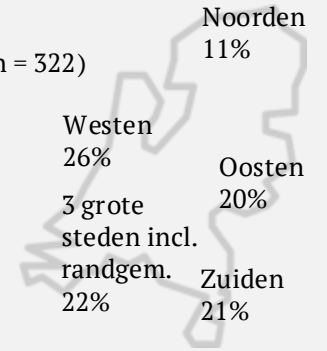 Noorden
11%
n = 322)
Westen
26%
Oosten
20%
3 grote
steden incl.
randgem.
22%
Zuiden
21%